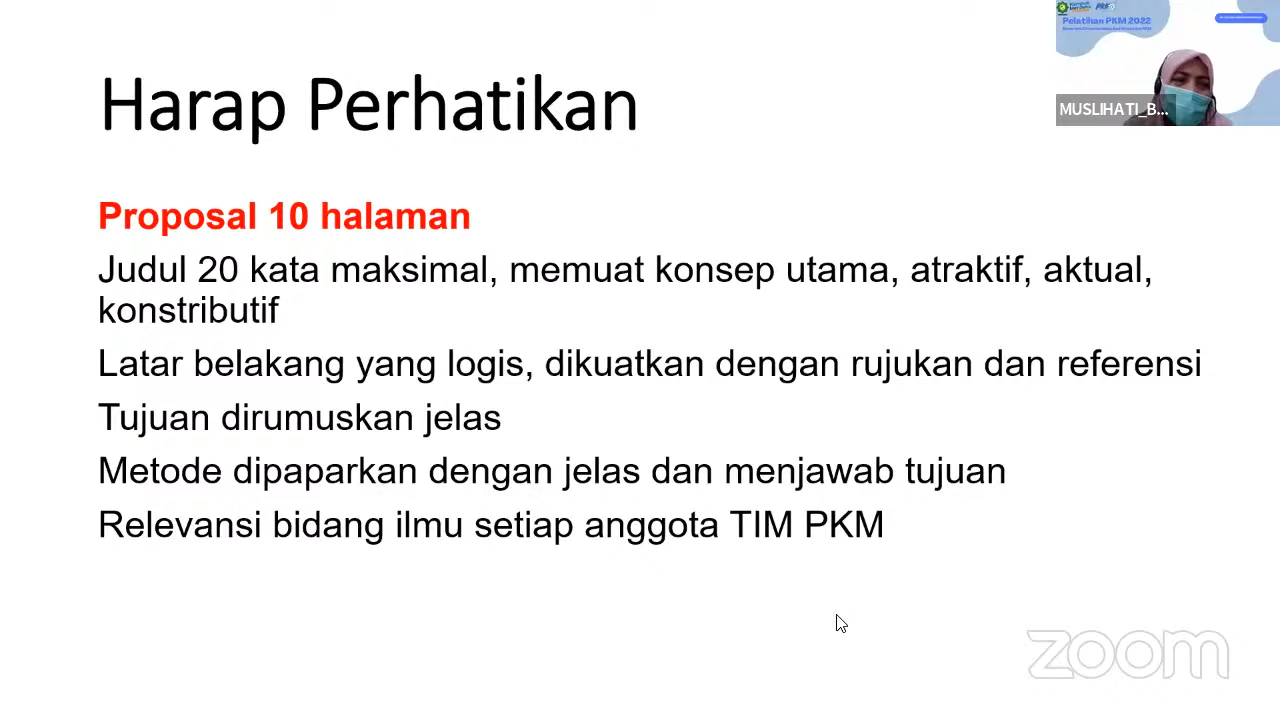 Pelatihan PKM 2022
MUSLIHATI_B...
Harap Perhatikan
Proposal 10 halaman
Judul 20 kata maksimal, memuat konsep utama, atraktif, aktual,
konstributif
Latar belakang yang logis, dikuatkan dengan rujukan dan referensi
Tujuan dirumuskan jelas
Metode dipaparkan dengan jelas dan menjawab tujuan
Relevansi bidang ilmu setiap anggota TIM PKM
zoom